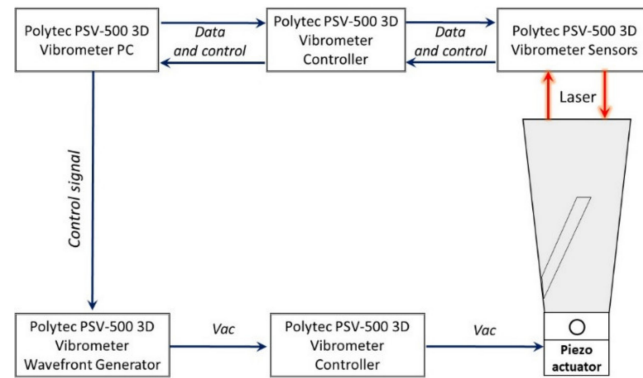 Polytec PSV-500 3D
Vibrometer PC
Data
and control
Polytec PSV-500 3D
Vibrometer
Controller
Data
and control
Polytec PSV-500 3D
Vibrometer Sensors
Laser
Control signal
Polytec PSV-500 3D
Vibrometer
Wavefront Generator
Vac
Polytec PSV-500 3D
Vibrometer
Controller
Vac
Piezo
actuator